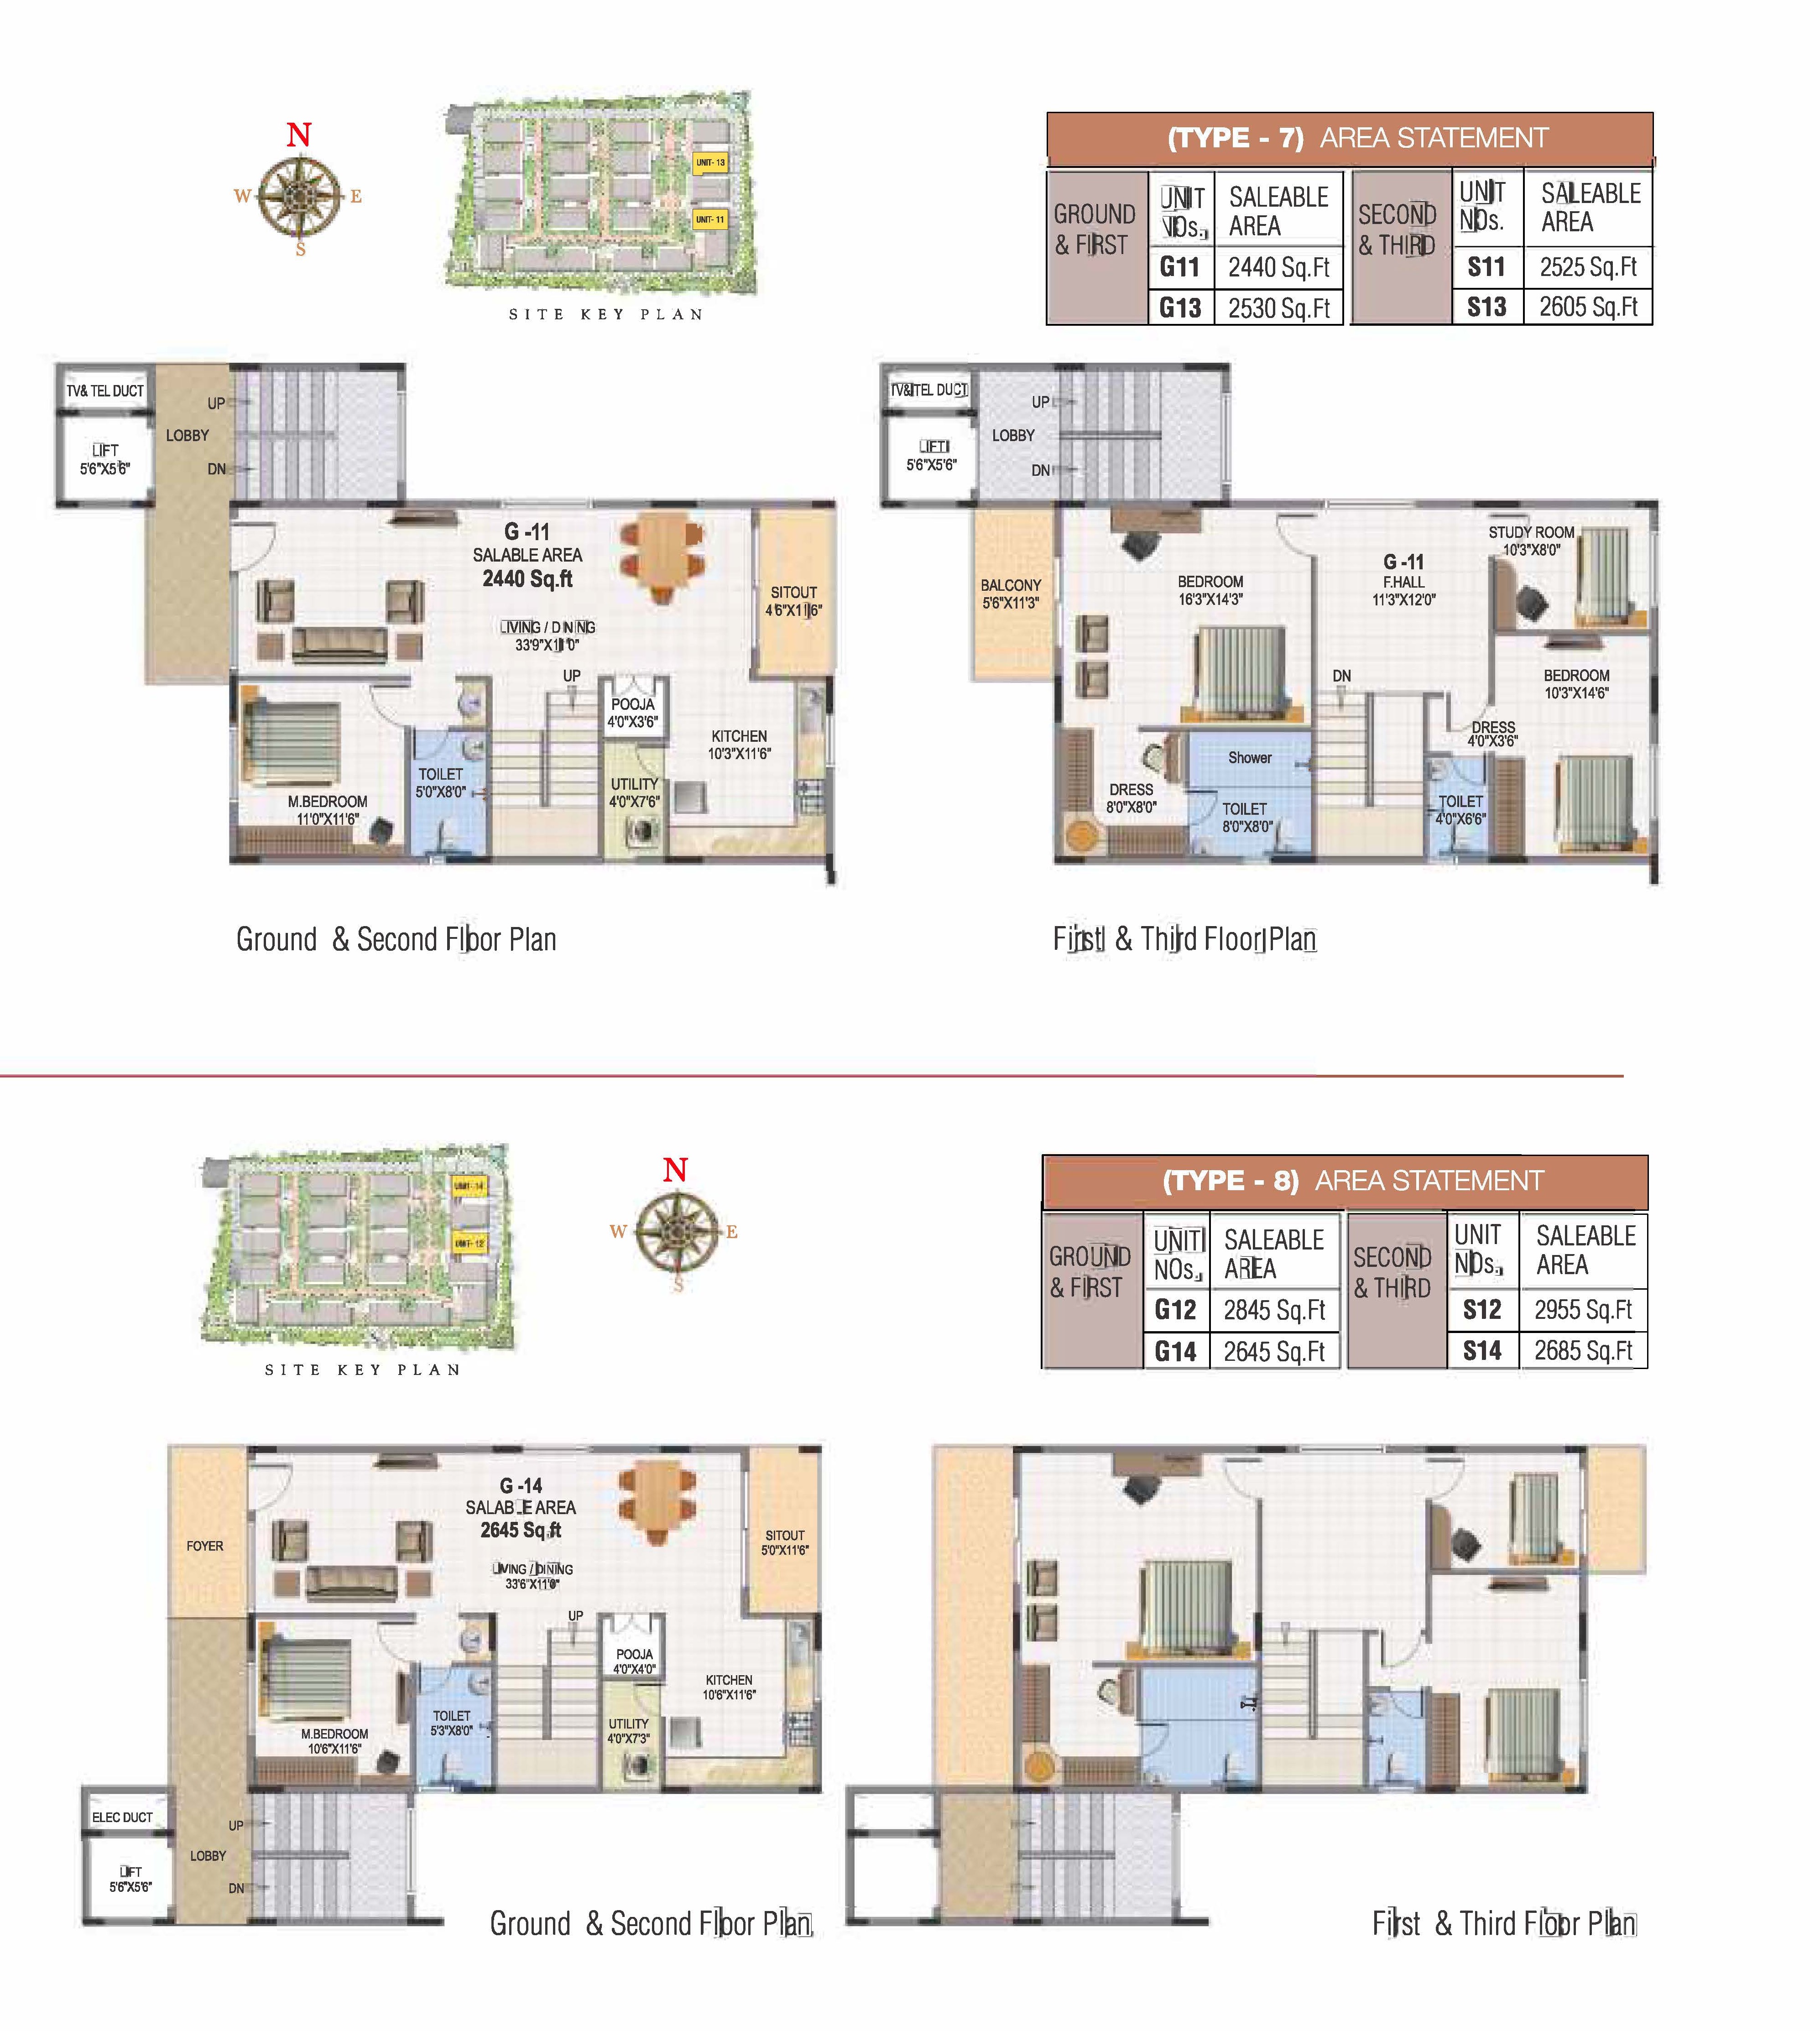 N
W
E
S
UNIT- 13
UNIT- 11
SITE KEY PLAN
(TYPE - 7) AREA STATEMENT
GROUND
& FIRST
UNIT
NOs.
SALEABLE
AREA
SECOND
& THIRD
UNIT
NOs.
SALEABLE
AREA
G11 2440 Sq.Ft S11 2525 Sq.Ft
G13 2530 Sq.Ft S13 2605 Sq.Ft
TV& TEL DUCT
UP
LOBBY
LIFT
5'6"X5'6"
DN
G -11
SALABLE AREA
2440 Sq.ft
SITOUT
4'6"X11'6"
LIVING / DINING
33'9"X11'0"
UP
POOJA
4'0"X3'6"
KITCHEN
10'3"X11'6"
TOILET
5'0"X8'0"
UTILITY
4'0"X7'6"
M.BEDROOM
11'0"X11'6"
Ground & Second Floor Plan
TV&TEL DUCT
UP
LOBBY
LIFT
5'6"X5'6"
DN
STUDY ROOM
10'3"X8'0"
G -11
F.HALL
11'3"X12'0"
BALCONY
5'6"X11'3"
BEDROOM
16'3"X14'3"
DN
BEDROOM
10'3"X14'6"
DRESS
4'0"X3'6"
Shower
DRESS
8'0"X8'0"
TOILET
8'0"X8'0"
TOILET
4'0"X6'6"
First & Third Floor Plan
UNIT- 14
UNIT- 12
SITE KEY PLAN
N
W
E
S
(TYPE - 8) AREA STATEMENT
GROUND
& FIRST
UNIT
NOs.
SALEABLE
AREA
SECOND
& THIRD
UNIT
NOs.
SALEABLE
AREA
G12 2845 Sq.Ft S12 2955 Sq.Ft
G14 2645 Sq.Ft S14 2685 Sq.Ft
G -14
SALABLE AREA
2645 Sq.ft
FOYER
SITOUT
5'0"X11'6"
LIVING / DINING
33'6"X11'0"
UP
POOJA
4'0"X4'0"
KITCHEN
10'6"X11'6"
TOILET
5'3"X8'0"
UTILITY
4'0"X7'3"
M.BEDROOM
10'6"X11'6"
ELEC DUCT
UP
LOBBY
LIFT
5'6"X5'6"
DN
Ground & Second Floor Plan
First & Third Floor Plan